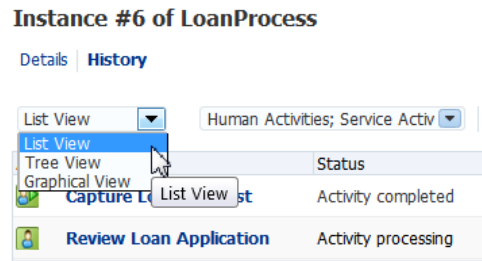 Instance #6 of LoanProcess
Details History
List View Human Activities; Service Activ
List View
Tree View
Graphical View
List View
Status
Capture L st Activity completed
Review Loan Application Activity processing